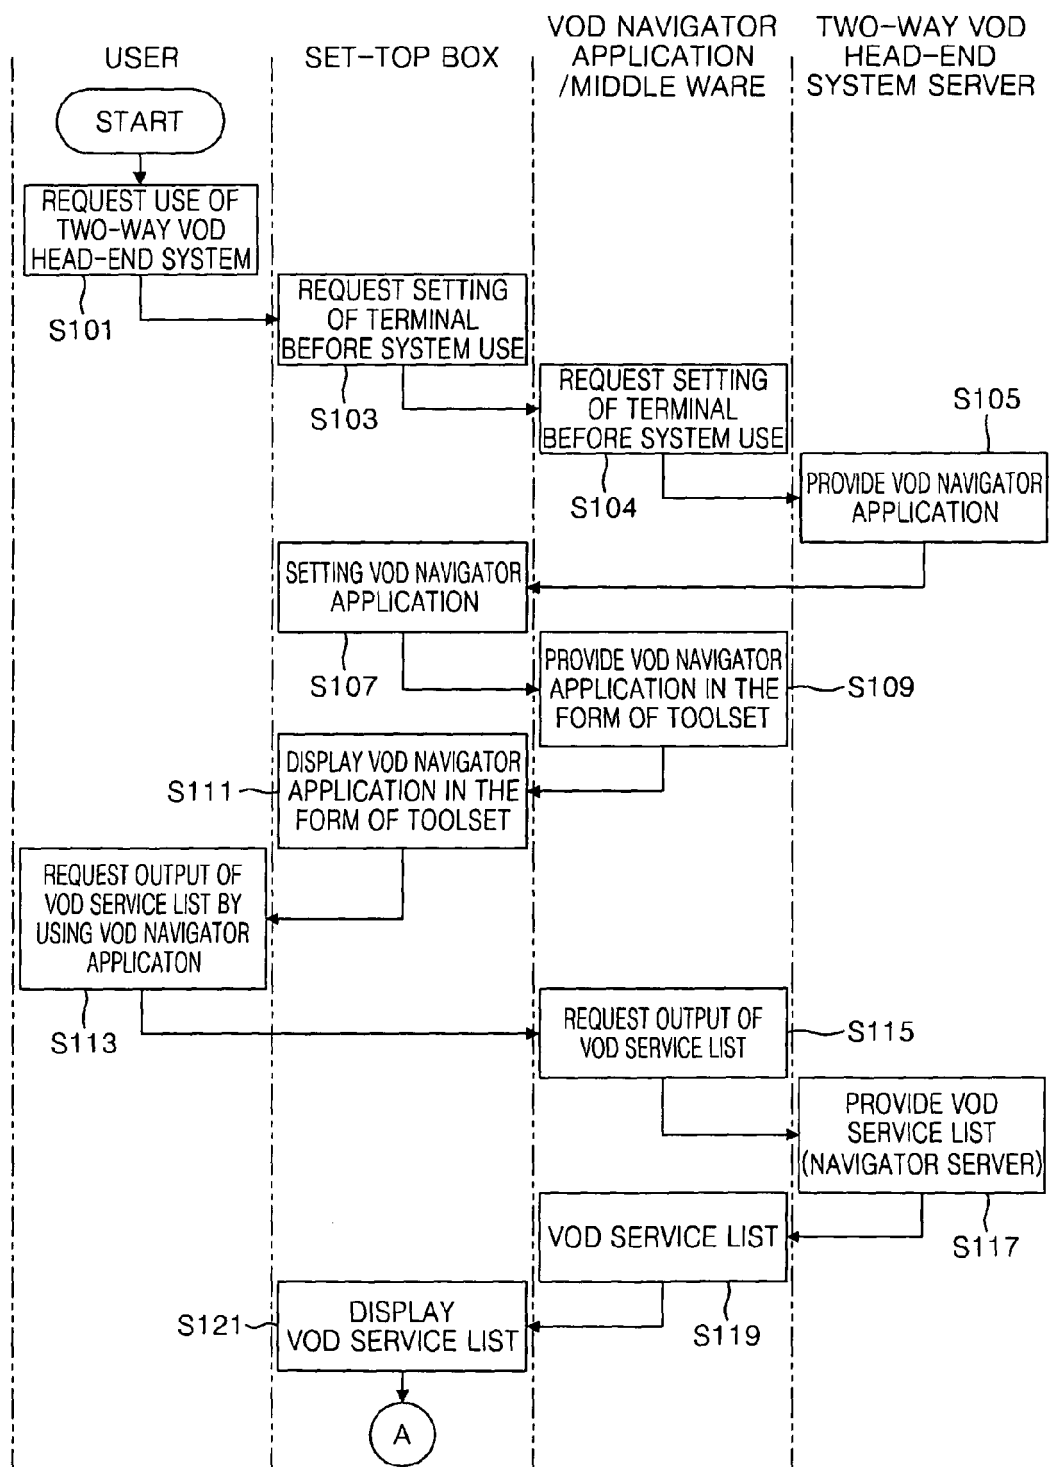 USER
SET-TOP BOX
VOD NAVIGATOR
APPLICATION
/MIDDLE WARE
TWO-WAY VOD
HEAD-END
SYSTEM SERVER
START
REQUEST USE OF
TWO-WAY VOD
HEAD-END SYSTEM
S101
REQUEST SETTING
OF TERMINAL
BEFORE SYSTEM USE
S103
REQUEST SETTING
OF TERMINAL
BEFORE SYSTEM USE
S104
S105
PROVIDE VOD NAVIGATOR
APPLICATION
SETTING VOD NAVIGATOR
APPLICATION
S107
PROVIDE VOD NAVIGATOR
APPLICATION IN THE
FORM OF TOOLSET
S109
S111
DISPLAY VOD NAVIGATOR
APPLICATION IN THE
FORM OF TOOLSET
REQUEST OUTPUT OF
VOD SERVICE LIST BY
USING VOD NAVIGATOR
APPLICATON
S113
REQUEST OUTPUT OF
VOD SERVICE LIST
S115
PROVIDE VOD
SERVICE LIST
(NAVIGATOR SERVER)
S117
VOD SERVICE LIST
S119
S121
DISPLAY
VOD SERVICE LIST
A